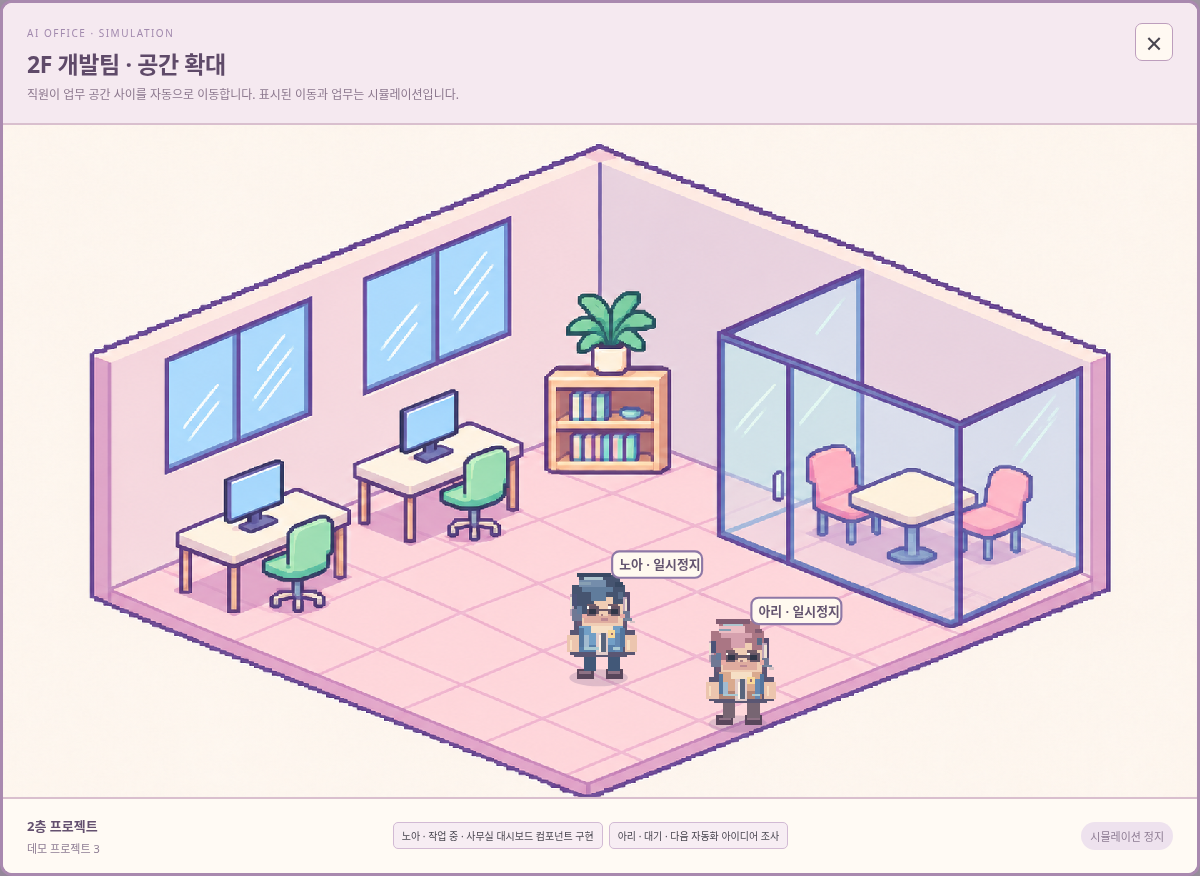 AI OFFICE · SIMULATION
2F 개발팀 · 공간 확대
직원이 업무 공간 사이를 자동으로 이동합니다. 표시된 이동과 업무는 시뮬레이션입니다.
노아 · 일시정지
아리 · 일시정지
2층 프로젝트
데모 프로젝트 3
노아 · 작업 중 · 사무실 대시보드 컴포넌트 구현
아리 · 대기 · 다음 자동화 아이디어 조사
시뮬레이션 정지